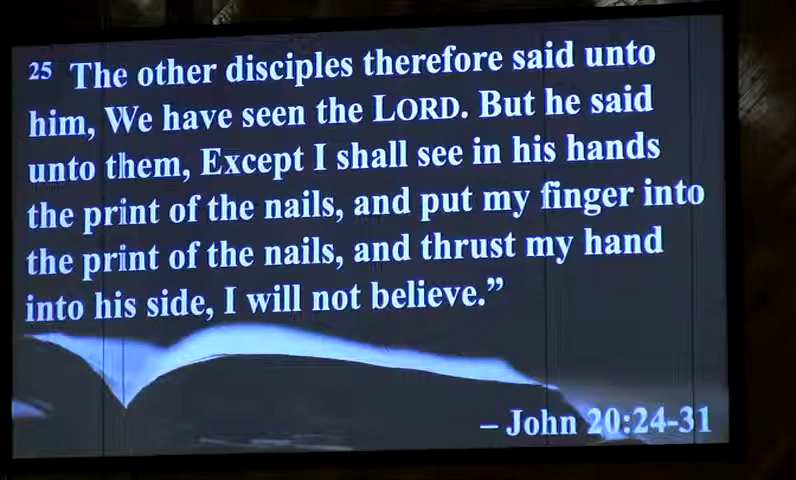 25 The other disciples therefore said unto
him, We have seen the LORD. But he said
unto them, Except I shall see in his hands
the print of the nails, and put my finger into
the print of the nails, and thrust my hand
into his side, I will not believe.”
– John 20:24-31